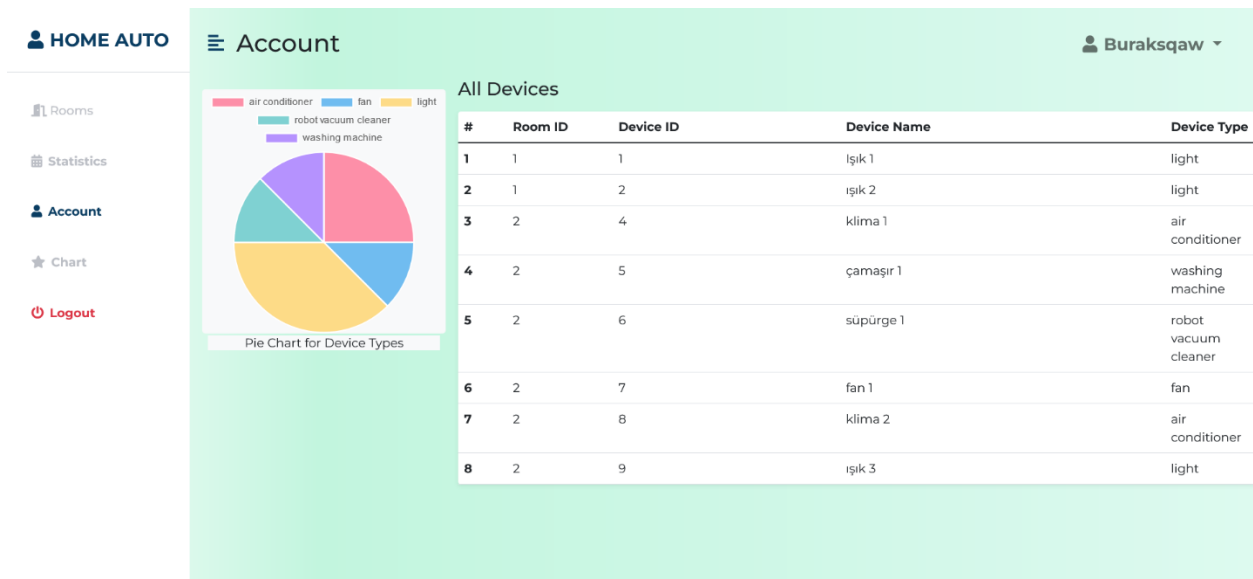 HOME AUTO
Account
Buraksqaw
Rooms
Statistics
Account
Chart
Logout
air conditioner fan light
robot vacuum cleaner
washing machine
Pie Chart for Device Types
All Devices
# Room ID Device ID Device Name Device Type
1 1 1 Işık 1 light
2 1 2 ışık 2 light
3 2 4 klima 1 air
conditioner
4 2 5 çamaşır 1 washing
machine
5 2 6 süpürge 1 robot
vacuum
cleaner
6 2 7 fan 1 fan
7 2 8 klima 2 air
conditioner
8 2 9 ışık 3 light